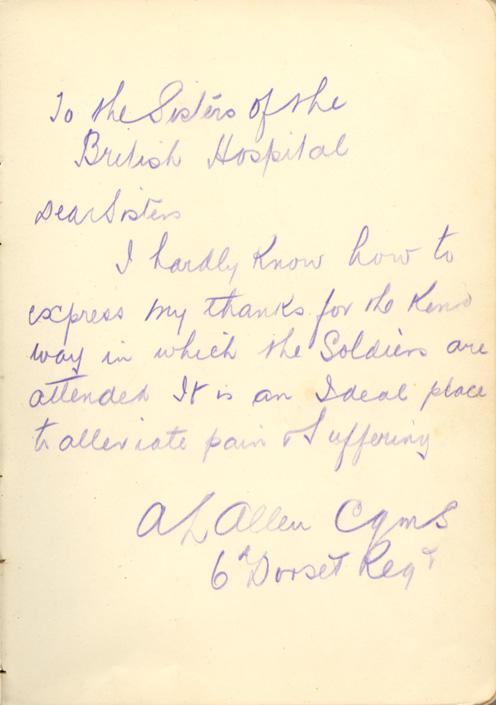 To the Sisters of the
British Hospital
Dear Sisters
I hardly Know how to
express my thanks for the Kind
way in which the Soldiers are
attended It is an Ideal place
to alleviate pain & Suffering
A L Allen Cqms
6th Dorset Regt